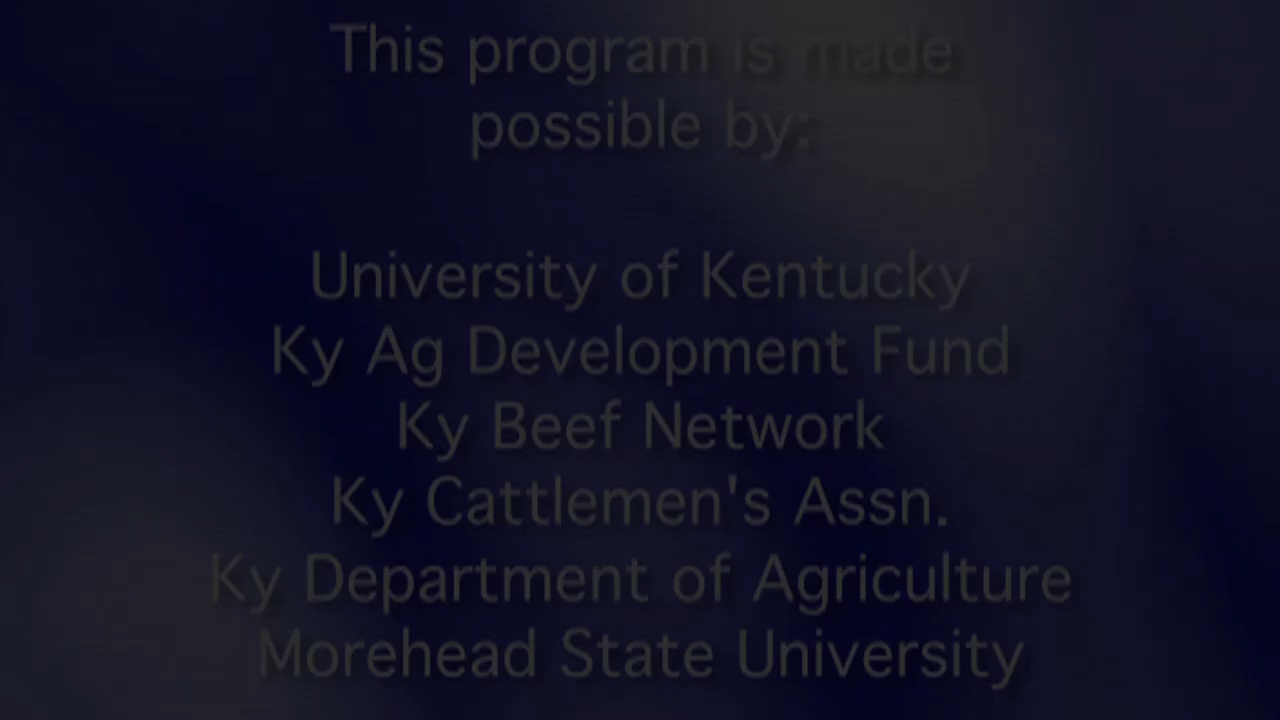 This program is made
possible by:
University of Kentucky
Ky Ag Development Fund
Ky Beef Network
Ky Cattlemen's Assn.
Ky Department of Agriculture
Morehead State University